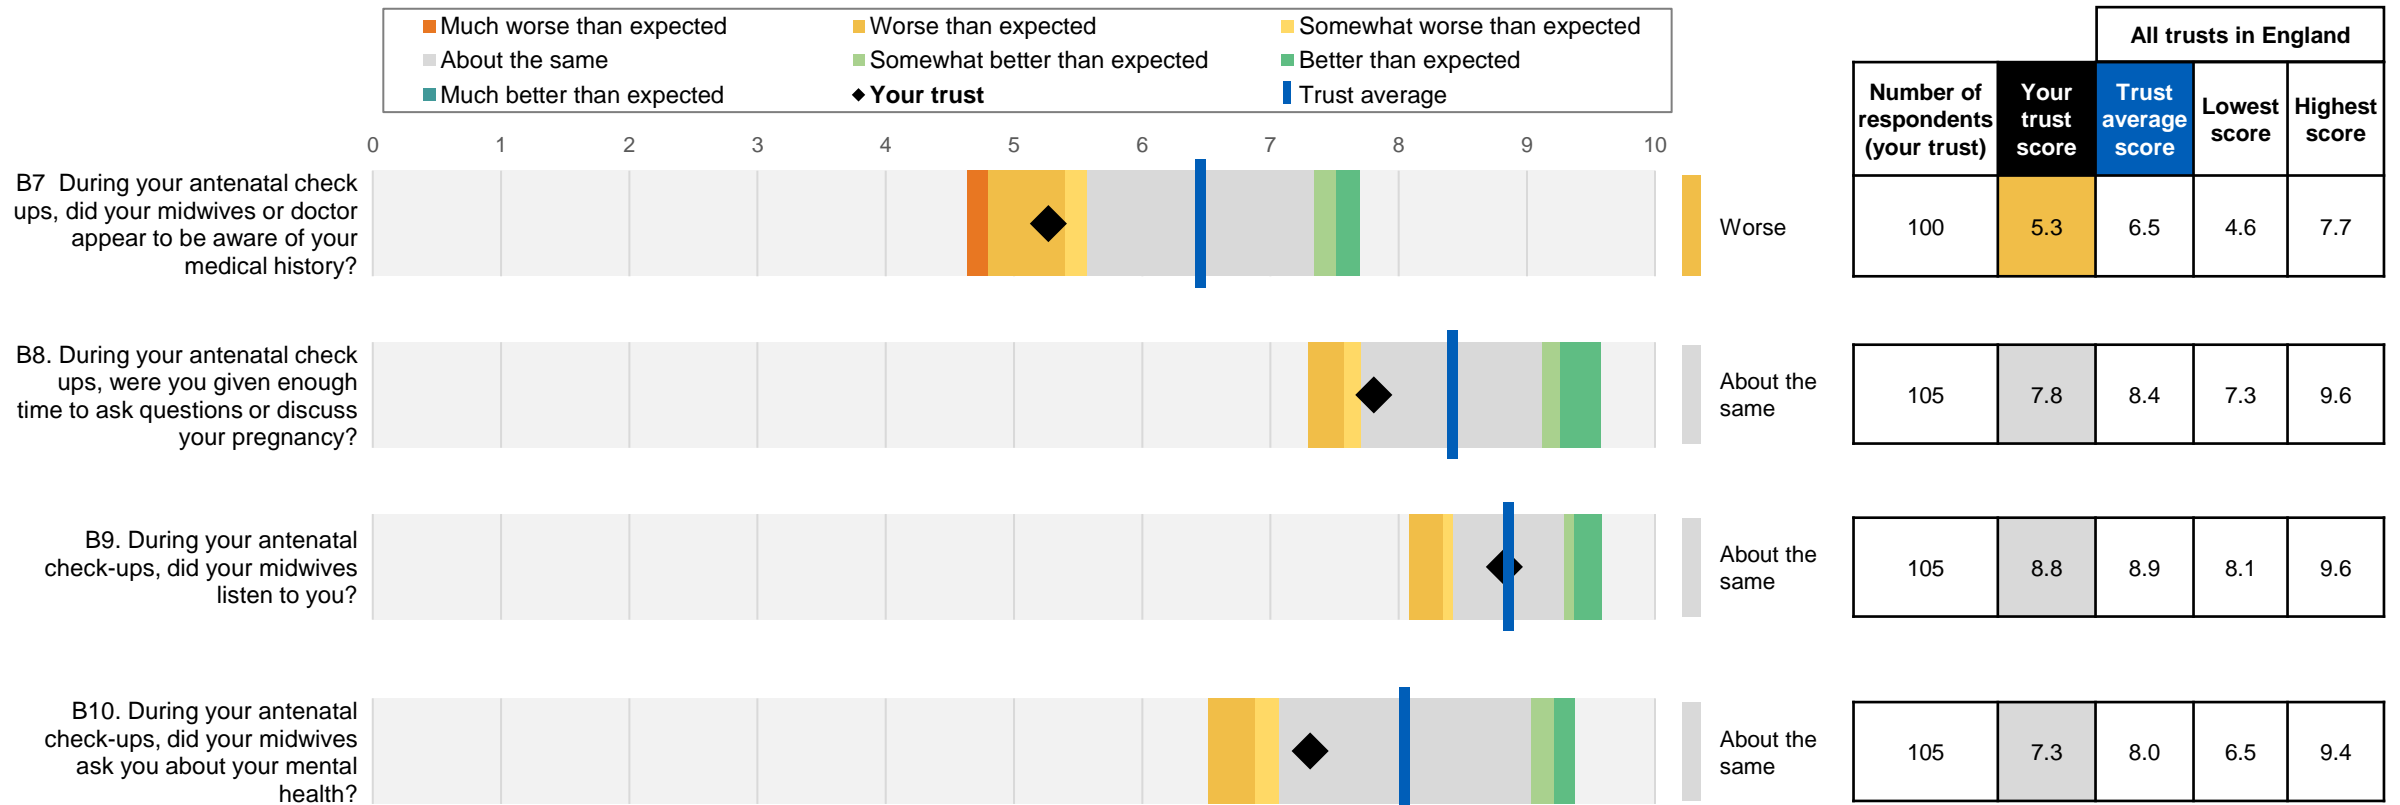 Much worse than expected
Worse than expected
Somewhat worse than expected
About the same
Somewhat better than expected
Better than expected
Much better than expected
Your trust
Trust average
All trusts in England
Number of
respondents
(your trust)
Your
trust
score
Trust
average
score
Lowest
score
Highest
score
0 1 2 3 4 5 6 7 8 9 10
B7 During your antenatal check
ups, did your midwives or doctor
appear to be aware of your
medical history?
Worse
100 5.3 6.5 4.6 7.7
B8. During your antenatal check
ups, were you given enough
time to ask questions or discuss
your pregnancy?
About the
same
105 7.8 8.4 7.3 9.6
B9. During your antenatal
check-ups, did your midwives
listen to you?
About the
same
105 8.8 8.9 8.1 9.6
B10. During your antenatal
check-ups, did your midwives
ask you about your mental
health?
About the
same
105 7.3 8.0 6.5 9.4